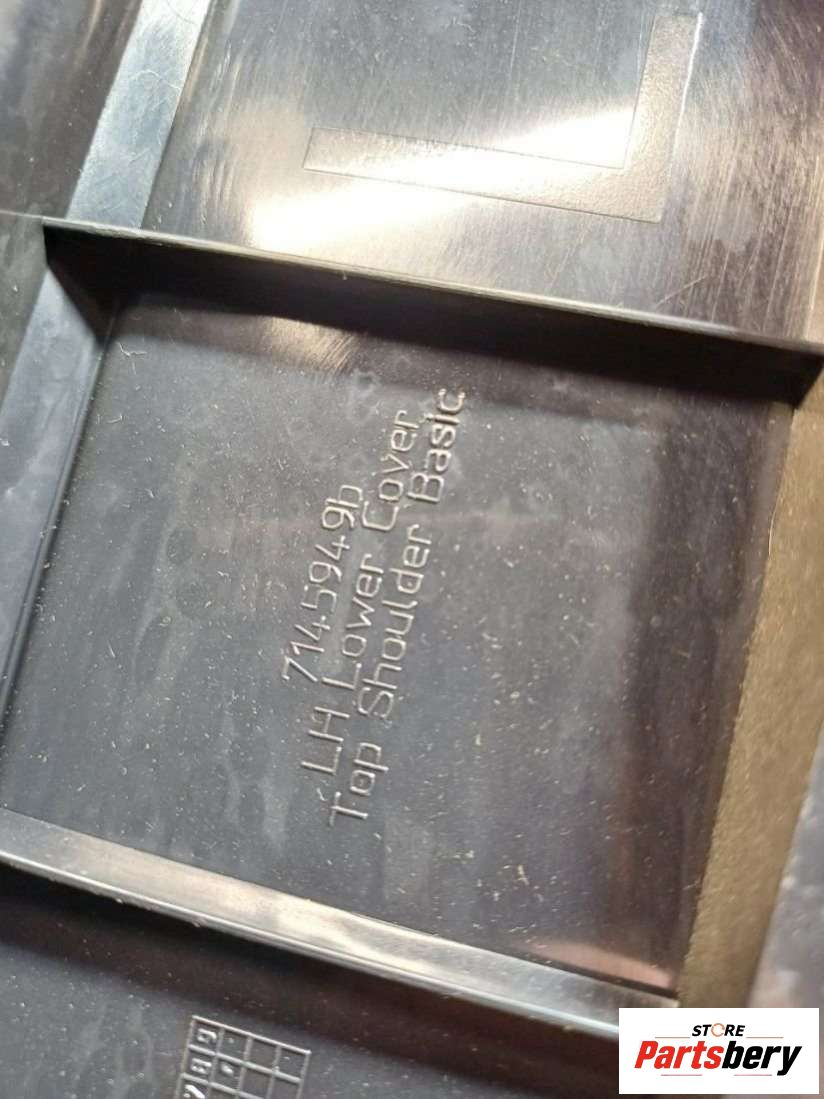 7145949b
LH Lower Cover
Top Shoulder Basic
STORE
Partsbery